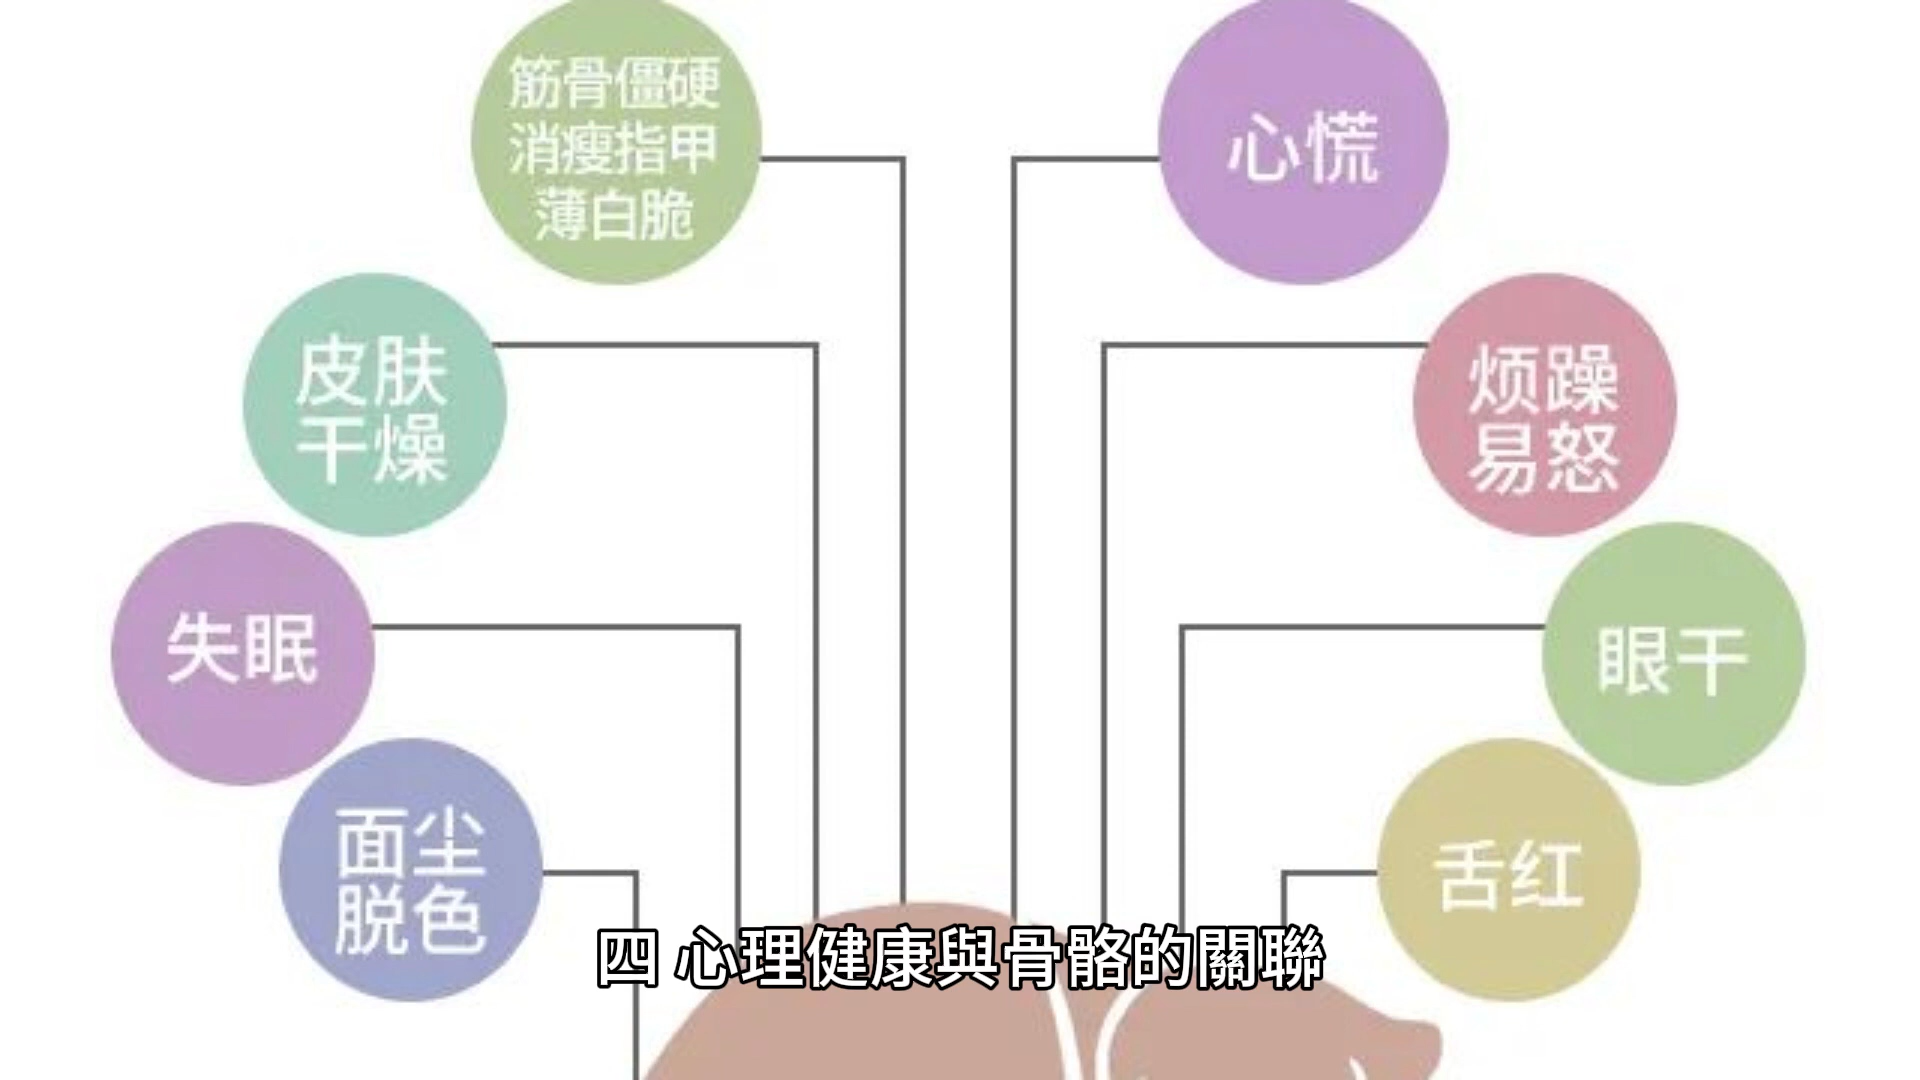 筋骨僵硬
消瘦指甲
薄白脆
心慌
皮肤
干燥
烦躁
易怒
失眠
眼干
面尘
脱色
舌红
四 心理健康與骨骼的關聯